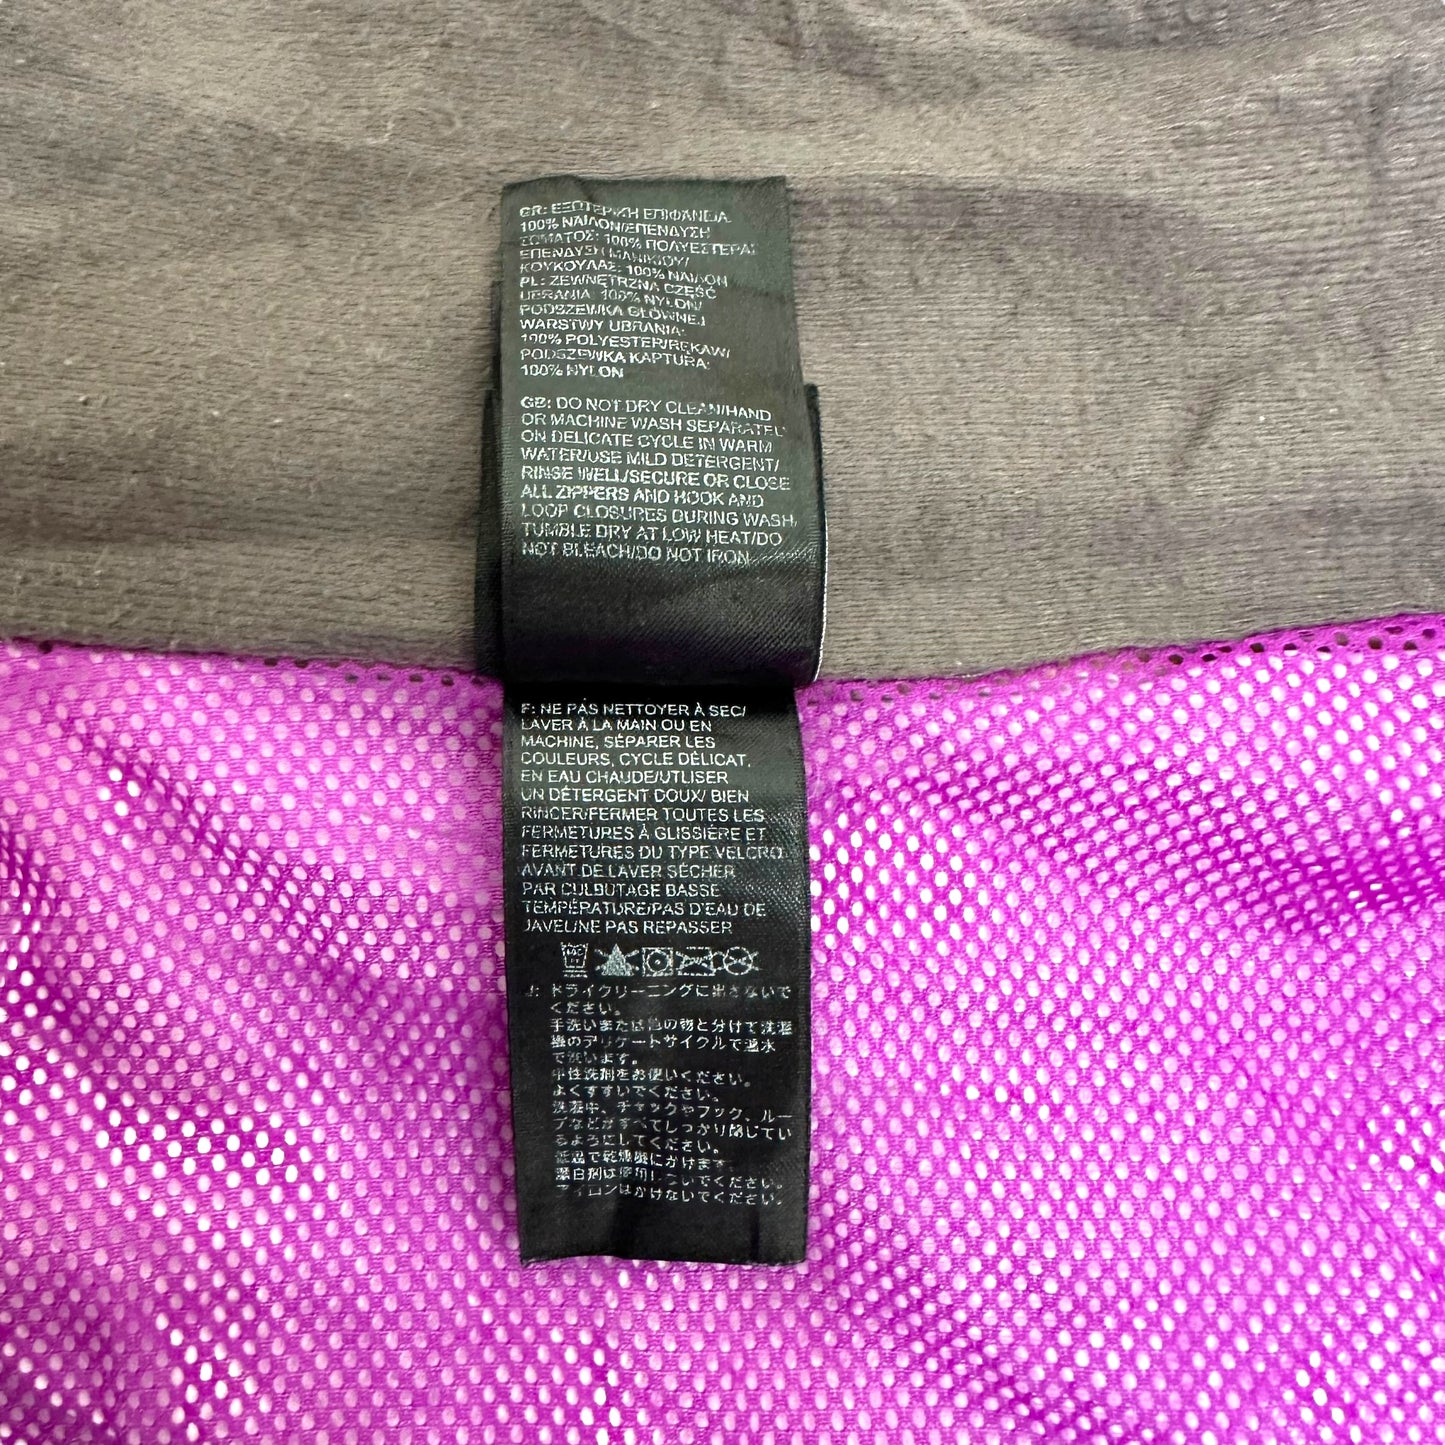 GR: ΕΞΩΤΕΡΙΚΗ ΕΠΙΦΑΝΕΙΑ:
100% ΝΑΙΛΟΝ/ΕΠΕΝΔΥΣΗ
ΣΩΜΑΤΟΣ: 100% ΠΟΛΥΕΣΤΕΡΑΣ
ΕΠΕΝΔΥΣΗ ΜΑΝΙΚΙΟΥ/
ΚΟΥΚΟΥΛΑΣ: 100% ΝΑΙΛΟΝ
PL: ZEWNĘTRZNA CZĘŚĆ
UBRANIA: 100% NYLON/
PODSZEWKA GŁÓWNEJ
WARSTWY UBRANIA:
100% POLYESTER/RĘKAW/
PODSZEWKA KAPTURA:
100% NYLON
GB: DO NOT DRY CLEAN/HAND
OR MACHINE WASH SEPARATEL
ON DELICATE CYCLE IN WARM
WATER/USE MILD DETERGENT/
RINSE WELL/SECURE OR CLOSE
ALL ZIPPERS AND HOOK AND
LOOP CLOSURES DURING WASH/
TUMBLE DRY AT LOW HEAT/DO
NOT BLEACH/DO NOT IRON
F: NE PAS NETTOYER À SEC/
LAVER À LA MAIN OU EN
MACHINE, SÉPARER LES
COULEURS, CYCLE DÉLICAT,
EN EAU CHAUDE/UTLISER
UN DÉTERGENT DOUX/ BIEN
RINCER/FERMER TOUTES LES
FERMETURES À GLISSIÈRE ET
FERMETURES DU TYPE VELCRO
AVANT DE LAVER SÉCHER
PAR CULBUTAGE BASSE
TEMPÉRATURE/PAS D'EAU DE
JAVEL/NE PAS REPASSER
J: ドライクリーニングに出さないで
ください。
手洗いまたは他の物と分けて洗濯
機のデリケートサイクルで温水
で洗います。
中性洗剤をお使いください。
よくすすいでください。
洗濯中、チャックやフック、ルー
プなどがすべてしっかり閉じてい
るようにしてください。
低温で乾燥機にかけます。
漂白剤は使用しないでください。
アイロンはかけないでください。